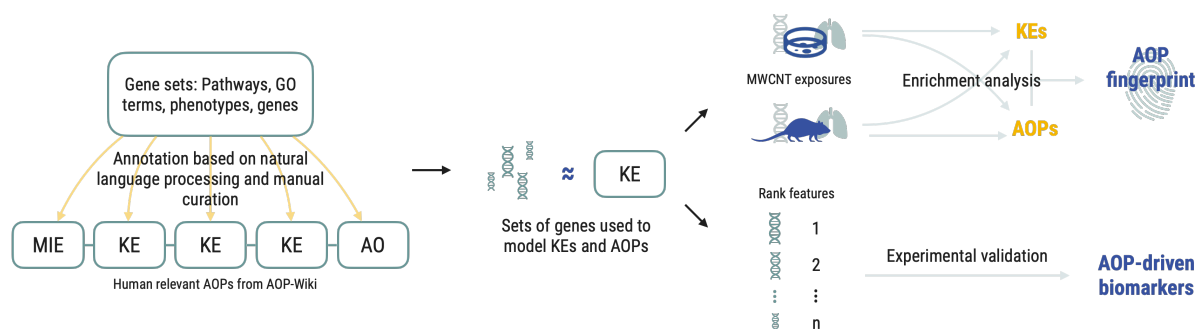 Gene sets: Pathways, GO
terms, phenotypes, genes
Annotation based on natural
language processing and manual
curation
MIE
KE
KE
KE
AO
Human relevant AOPs from AOP-Wiki
≈
KE
Sets of genes used to
model KEs and AOPs
MWCNT exposures
KEs
Enrichment analysis
AOPs
AOP
fingerprint
Rank features
1
2
⋮ ⋮
n
Experimental validation
AOP-driven
biomarkers